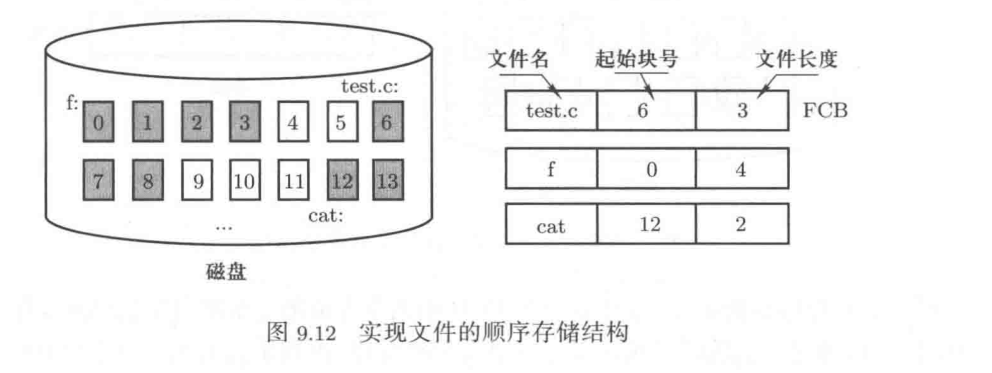 文件名 起始块号 文件长度
f: test.c:
0 1 2 3 4 5 6
test.c 6 3 FCB
7 8 9 10 11 12 13
f 0 4
cat:
cat 12 2
...
磁盘
图 9.12 实现文件的顺序存储结构